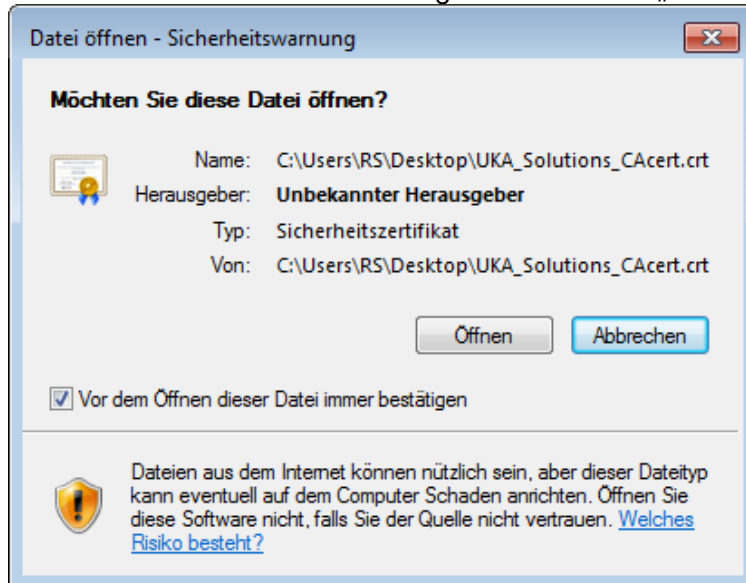 Datei öffnen - Sicherheitswarnung
Möchten Sie diese Datei öffnen?
Name: C:\Users\RS\Desktop\UKA_Solutions_CAcert.crt
Herausgeber: Unbekannter Herausgeber
Typ: Sicherheitszertifikat
Von: C:\Users\RS\Desktop\UKA_Solutions_CAcert.crt
Öffnen Abbrechen
Vor dem Öffnen dieser Datei immer bestätigen
Dateien aus dem Internet können nützlich sein, aber dieser Dateityp
kann eventuell auf dem Computer Schaden anrichten. Öffnen Sie
diese Software nicht, falls Sie der Quelle nicht vertrauen. Welches
Risiko besteht?